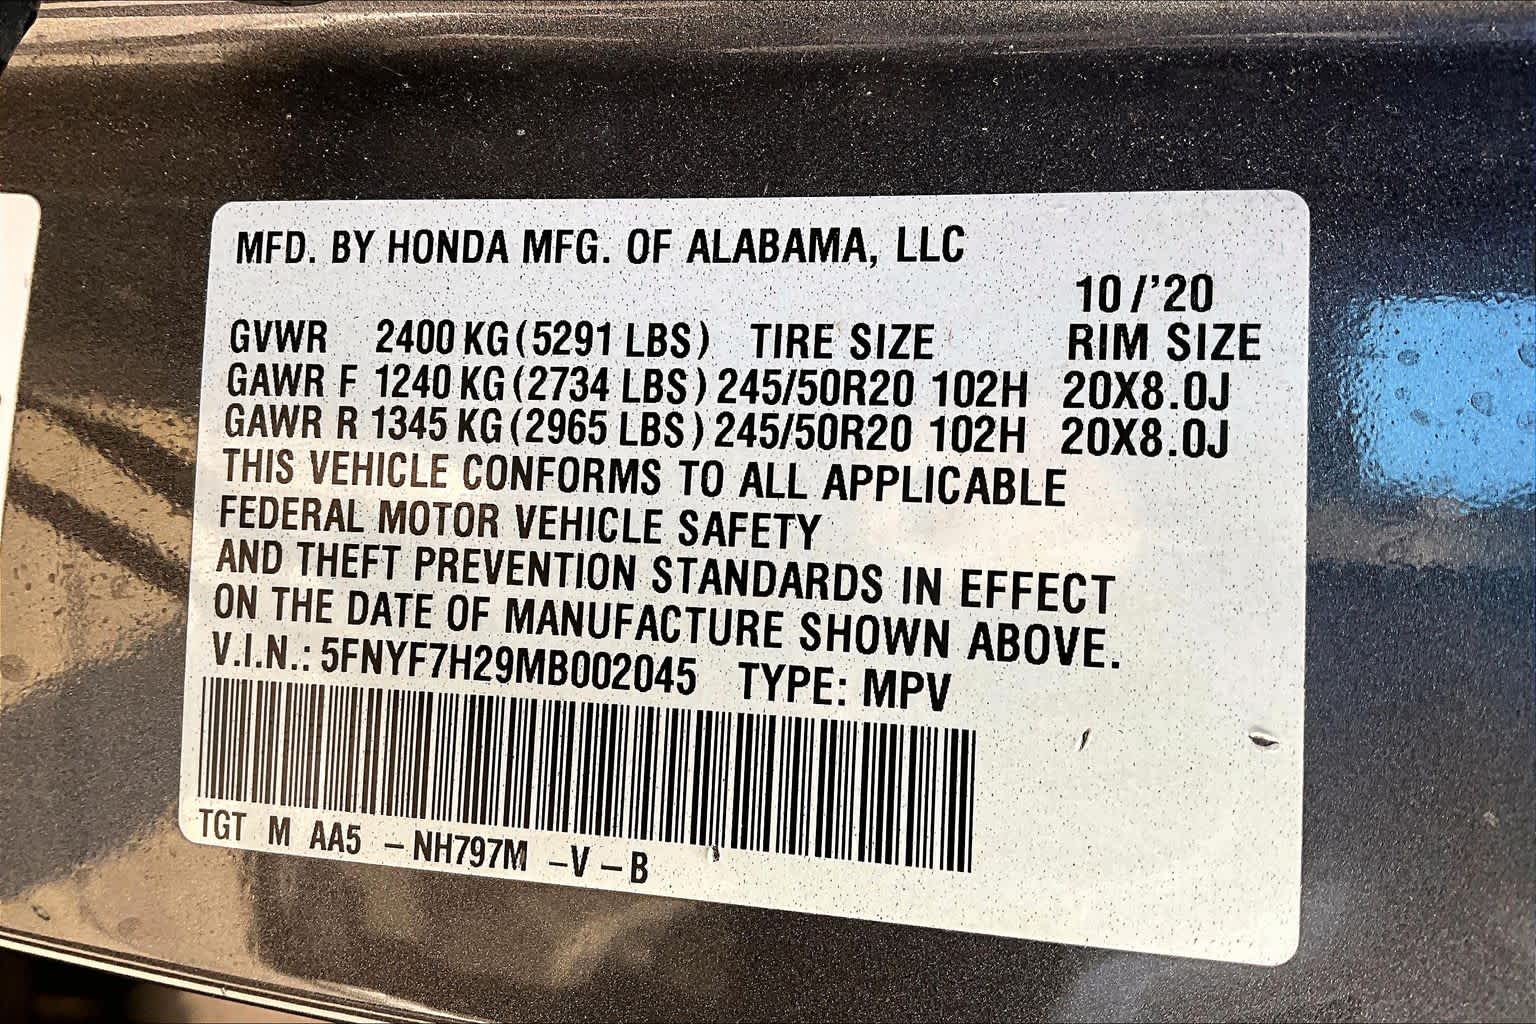 MFD. BY HONDA MFG. OF ALABAMA, LLC
10/'20
GVWR 2400 KG (5291 LBS) TIRE SIZE RIM SIZE
GAWR F 1240 KG (2734 LBS) 245/50R20 102H 20X8.0J
GAWR R 1345 KG (2965 LBS) 245/50R20 102H 20X8.0J
THIS VEHICLE CONFORMS TO ALL APPLICABLE
FEDERAL MOTOR VEHICLE SAFETY
AND THEFT PREVENTION STANDARDS IN EFFECT
ON THE DATE OF MANUFACTURE SHOWN ABOVE.
V.I.N.: 5FNYF7H29MB002045 TYPE: MPV
TGT M AA5 – NH797M –V – B